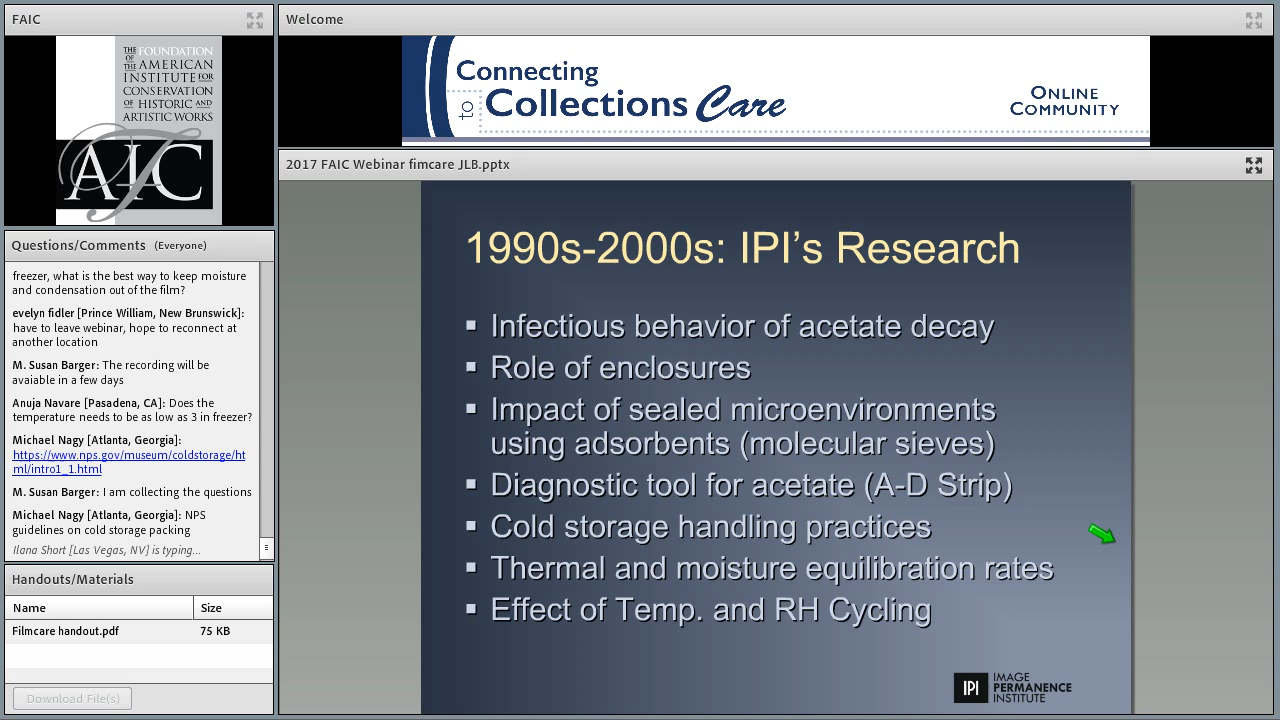 FAIC
THE FOUNDATION
OF THE AMERICAN
INSTITUTE FOR
CONSERVATION
OF HISTORIC AND
ARTISTIC WORKS
AIC
Questions/Comments (Everyone)
freezer, what is the best way to keep moisture
and condensation out of the film?
evelyn fidler [Prince William, New Brunswick]:
have to leave webinar, hope to reconnect at
another location
M. Susan Barger: The recording will be
avaiable in a few days
Anuja Navare [Pasadena, CA]: Does the
temperature needs to be as low as 3 in freezer?
Michael Nagy [Atlanta, Georgia]:
https://www.nps.gov/museum/coldstorage/ht
ml/intro1_1.html
M. Susan Barger: I am collecting the questions
Michael Nagy [Atlanta, Georgia]: NPS
guidelines on cold storage packing
Ilana Short [Las Vegas, NV] is typing...
Handouts/Materials
Name Size
Filmcare handout.pdf 75 KB
Download File(s)
Welcome
Connecting
to Collections Care
ONLINE
COMMUNITY
2017 FAIC Webinar fimcare JLB.pptx
1990s-2000s: IPI’s Research
▪ Infectious behavior of acetate decay
▪ Role of enclosures
▪ Impact of sealed microenvironments
using adsorbents (molecular sieves)
▪ Diagnostic tool for acetate (A-D Strip)
▪ Cold storage handling practices
▪ Thermal and moisture equilibration rates
▪ Effect of Temp. and RH Cycling
IPI
IMAGE
PERMANENCE
INSTITUTE